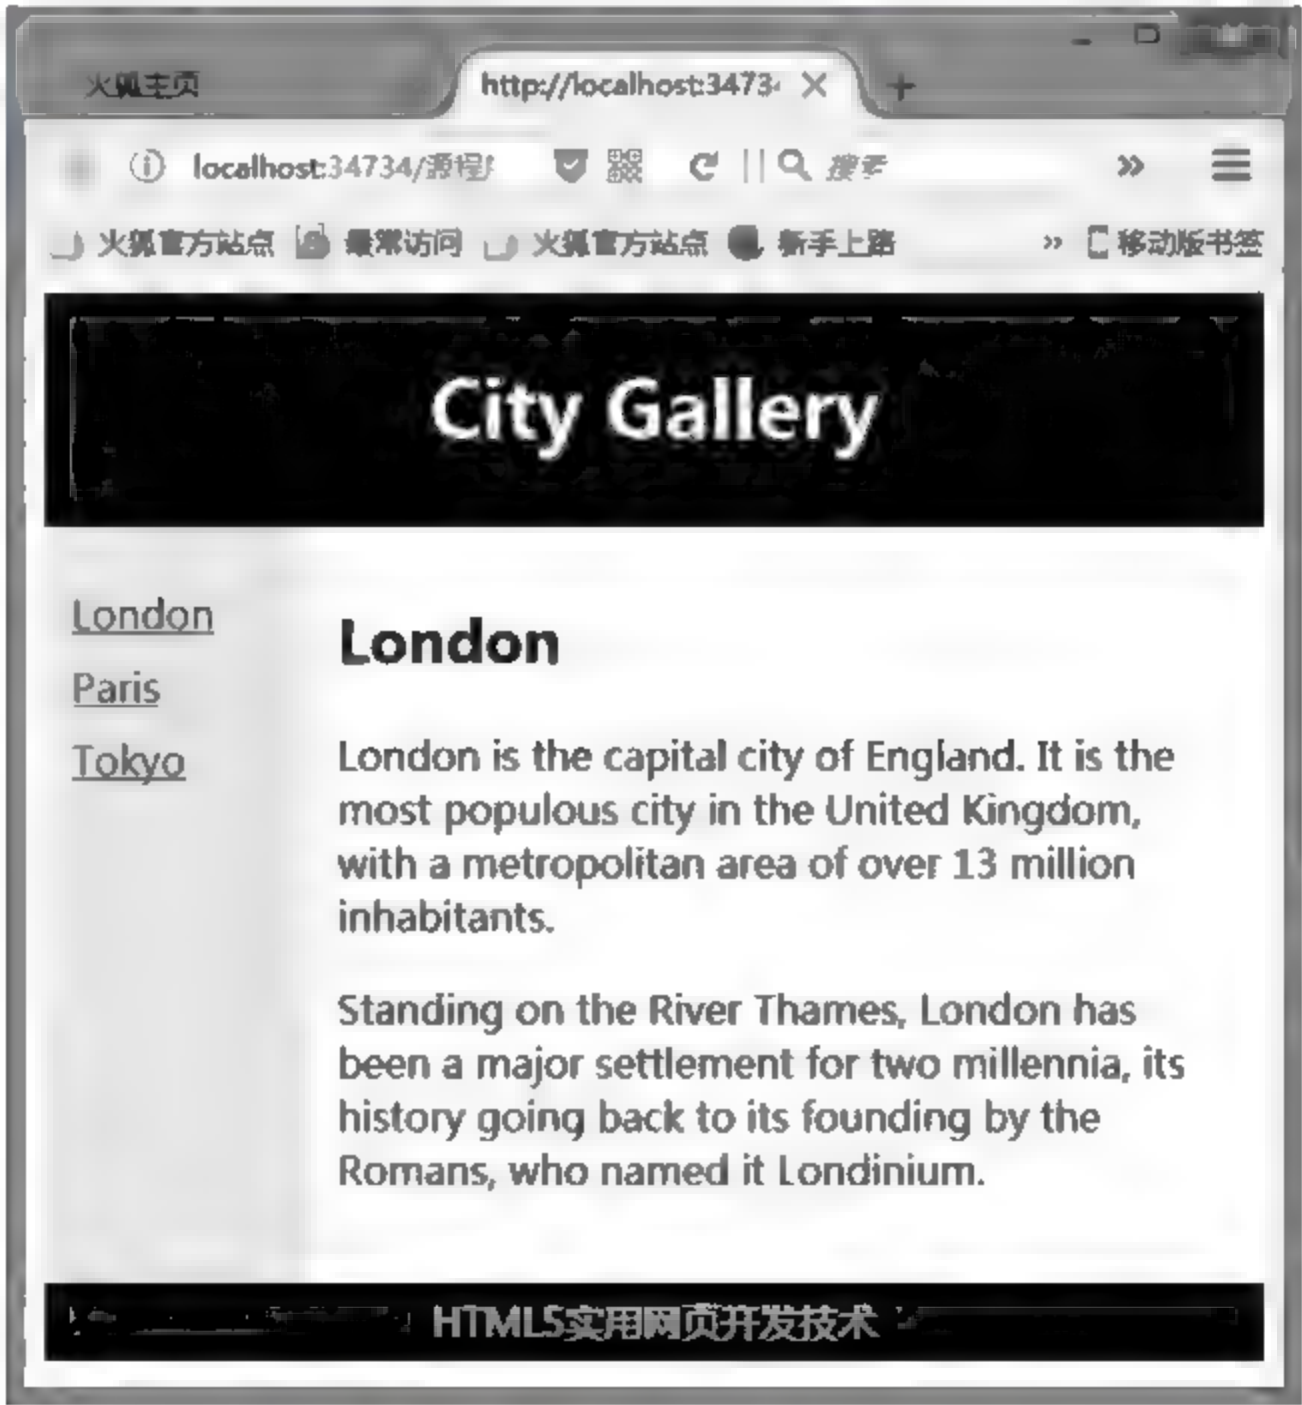 火狐主页
http://localhost:3473
localhost:34734/源程
搜索
火狐官方站点 最常访问 火狐官方站点 新手上路 移动版书签
City Gallery
London
Paris
Tokyo
London
London is the capital city of England. It is the
most populous city in the United Kingdom,
with a metropolitan area of over 13 million
inhabitants.
Standing on the River Thames, London has
been a major settlement for two millennia, its
history going back to its founding by the
Romans, who named it Londinium.
HTML5实用网页开发技术